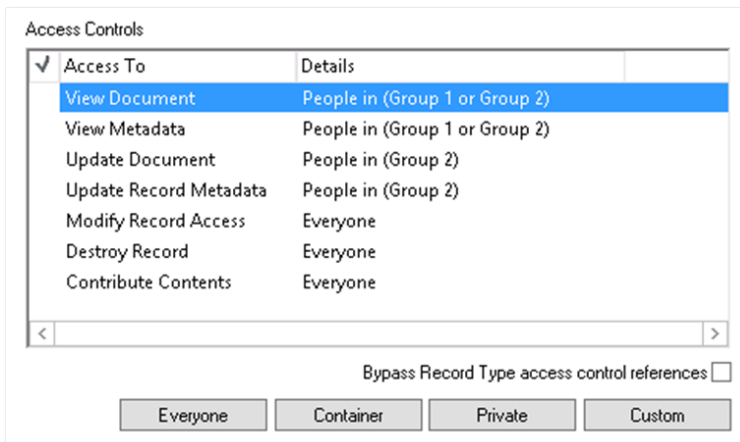 Access Controls
✓ Access To Details
View Document People in (Group 1 or Group 2)
View Metadata People in (Group 1 or Group 2)
Update Document People in (Group 2)
Update Record Metadata People in (Group 2)
Modify Record Access Everyone
Destroy Record Everyone
Contribute Contents Everyone
Bypass Record Type access control references
Everyone Container Private Custom